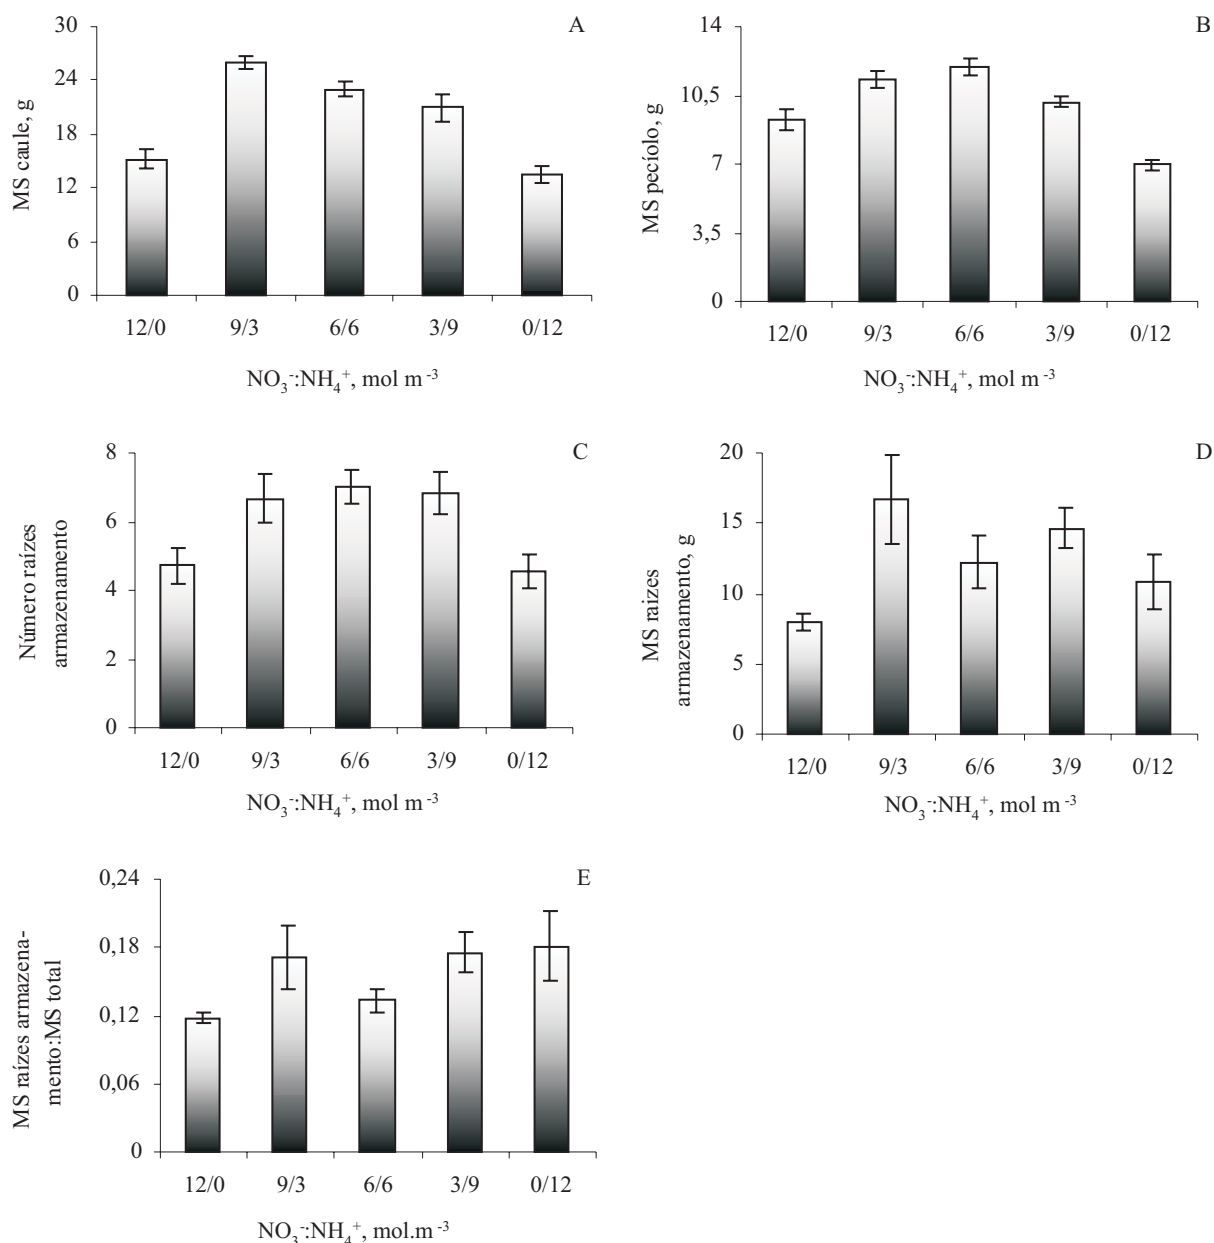 A
MS caule, g
30
24
18
12
6
0
12/0 9/3 6/6 3/9 0/12
NO₃⁻:NH₄⁺, mol m⁻³
B
MS pecíolo, g
14
10,5
7
3,5
0
12/0 9/3 6/6 3/9 0/12
NO₃⁻:NH₄⁺, mol m⁻³
C
Número raízes
armazenamento
8
6
4
2
0
12/0 9/3 6/6 3/9 0/12
NO₃⁻:NH₄⁺, mol m⁻³
D
MS raizes
armazenamento, g
20
15
10
5
0
12/0 9/3 6/6 3/9 0/12
NO₃⁻:NH₄⁺, mol m⁻³
E
MS raízes armazena-
mento:MS total
0,24
0,18
0,12
0,06
0
12/0 9/3 6/6 3/9 0/12
NO₃⁻:NH₄⁺, mol.m⁻³